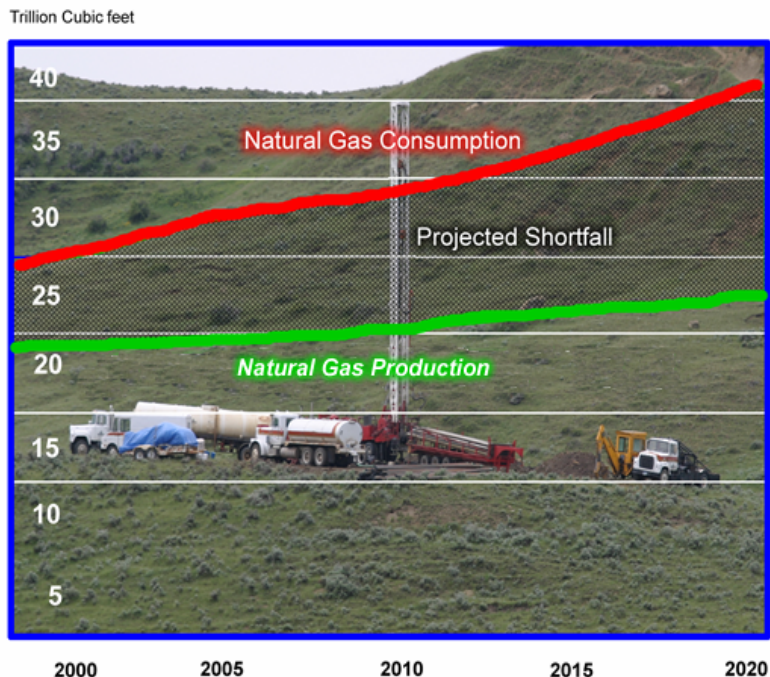 Trillion Cubic feet
40
Natural Gas Consumption
35
30
Projected Shortfall
25
20
Natural Gas Production
15
10
5
2000 2005 2010 2015 2020